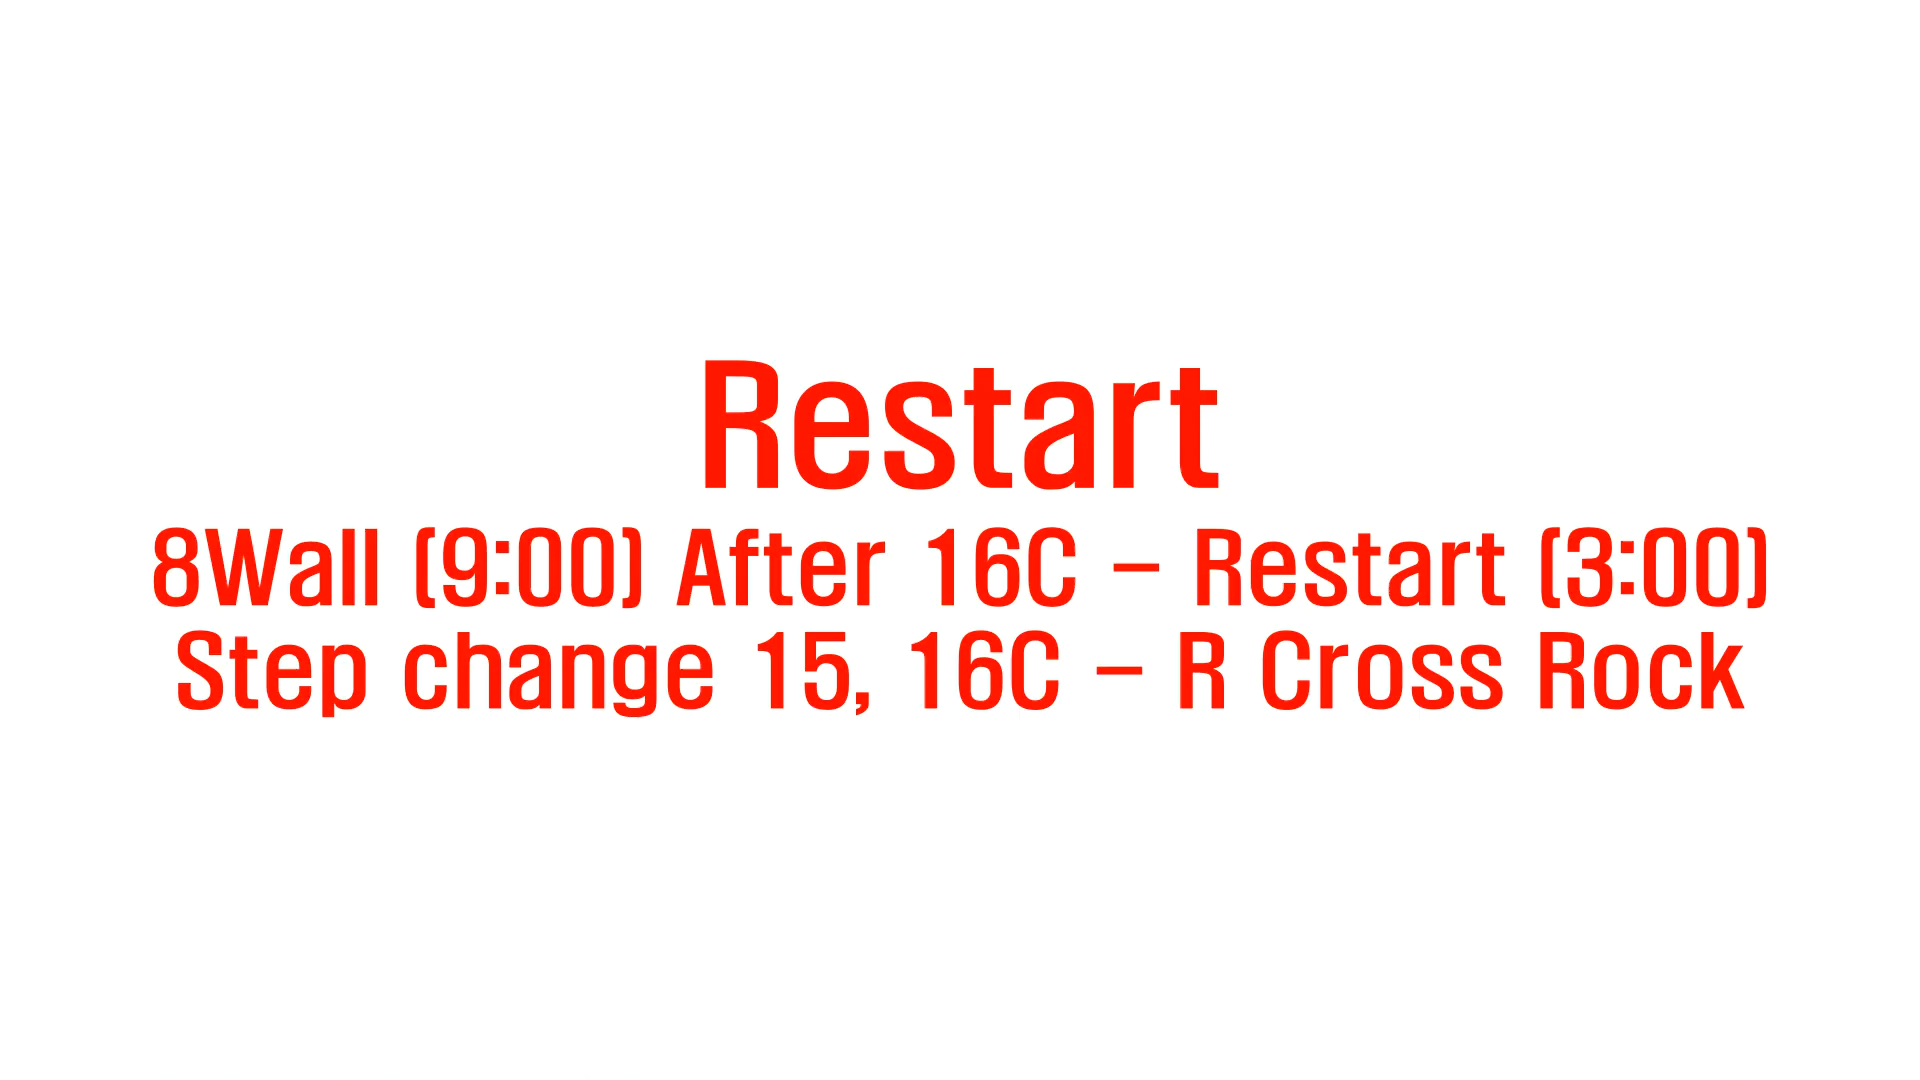 Restart
8Wall (9:00) After 16C – Restart (3:00)
Step change 15, 16C – R Cross Rock